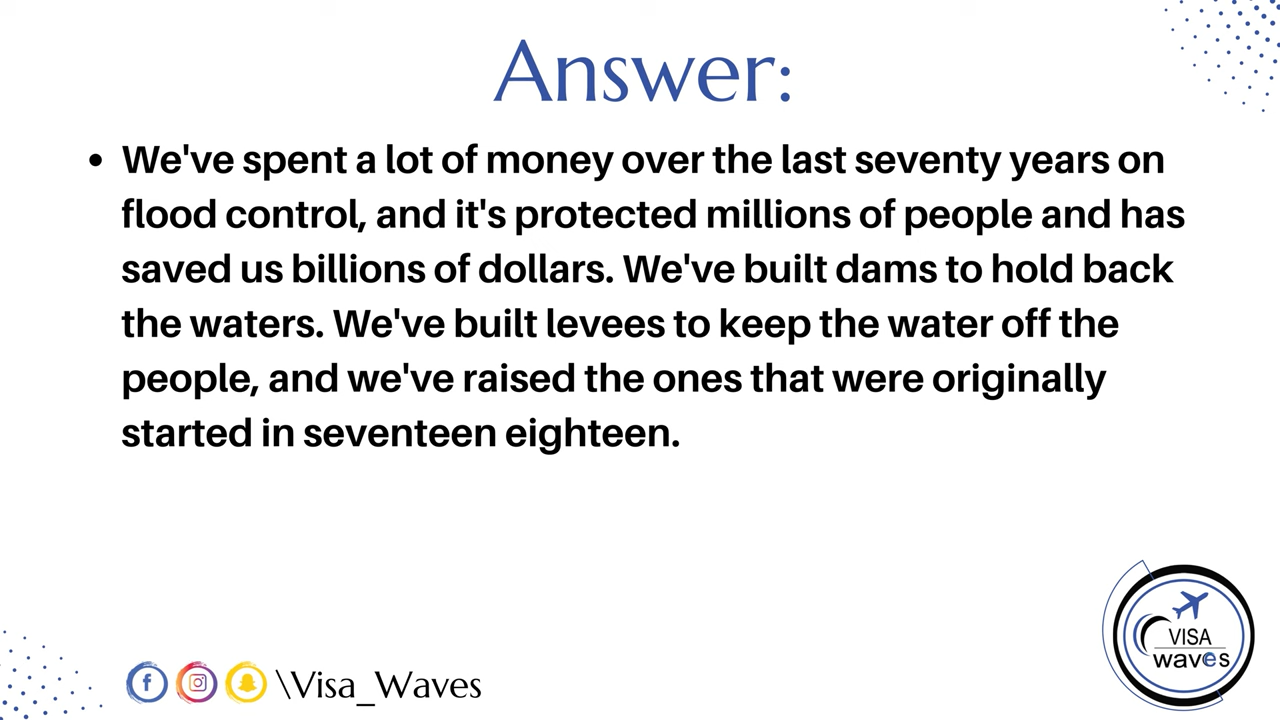 Answer:
• We've spent a lot of money over the last seventy years on
flood control, and it's protected millions of people and has
saved us billions of dollars. We've built dams to hold back
the waters. We've built levees to keep the water off the
people, and we've raised the ones that were originally
started in seventeen eighteen.
VISA
waves
\Visa_Waves